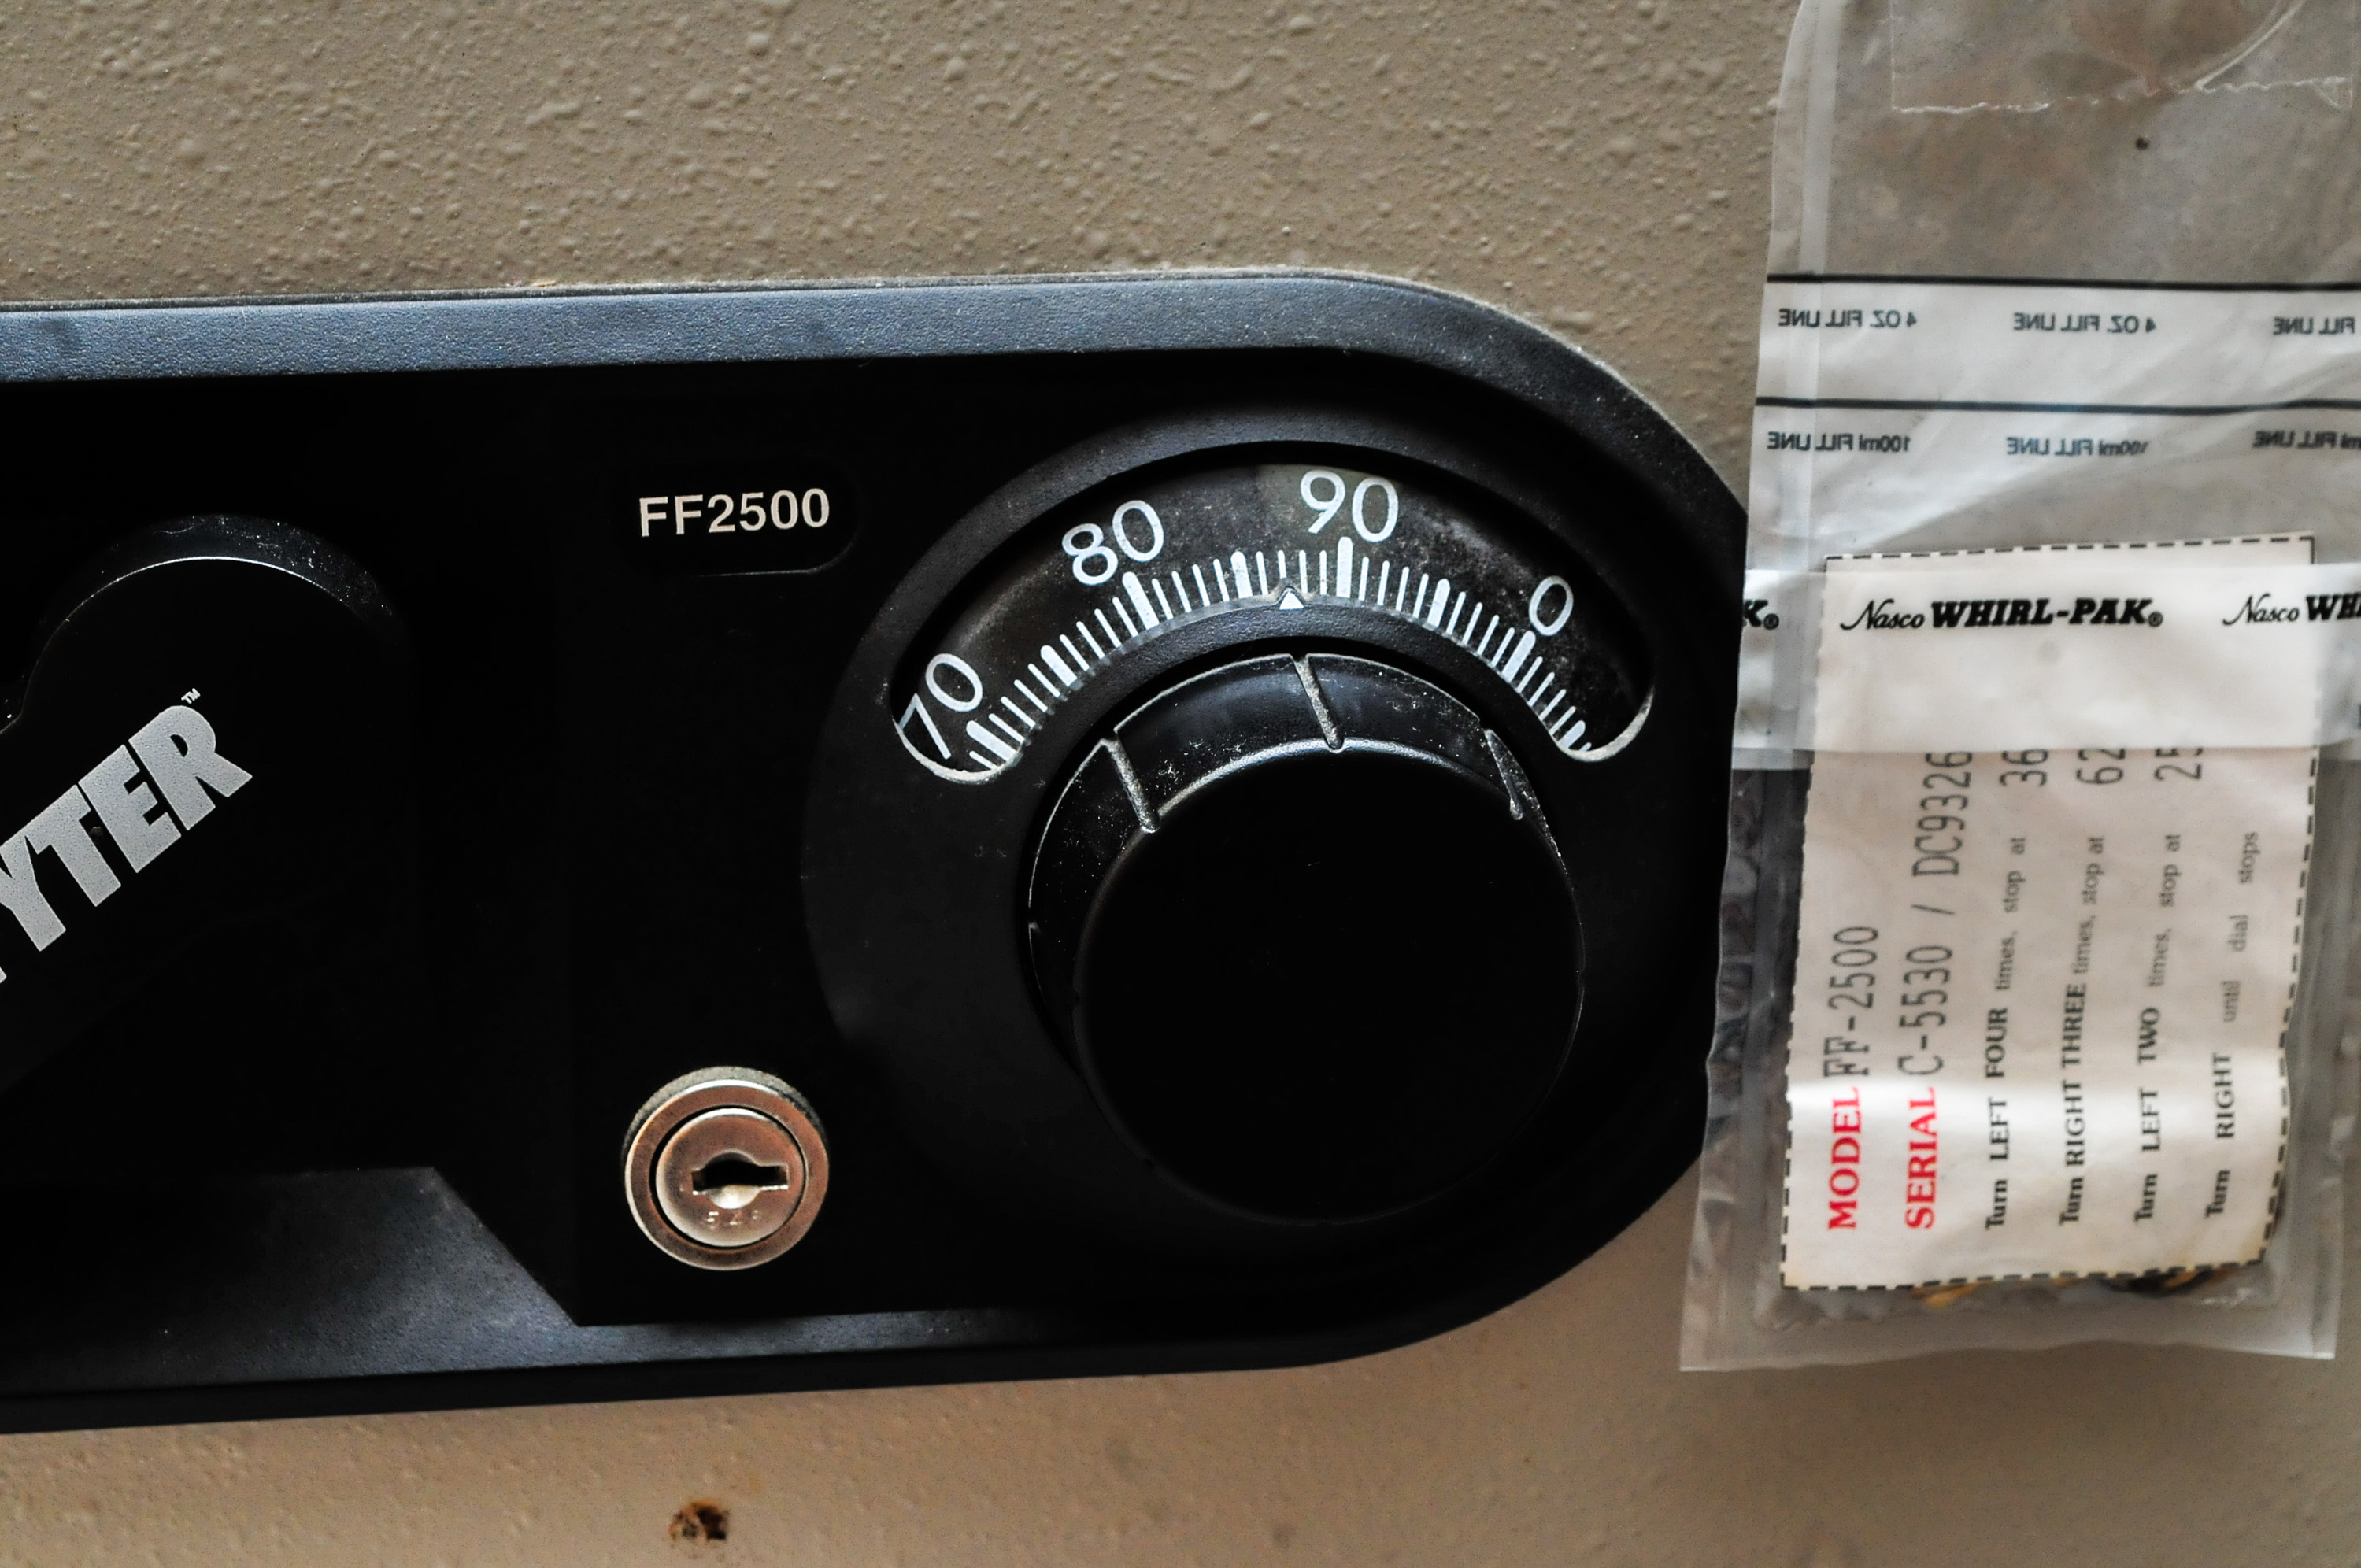 FF2500
70 80 90 0
YTER™
4 OZ. FILL LINE 4 OZ. FILL LINE FILL LINE
100ml FILL LINE 100ml FILL LINE ml FILL LINE
K® Nasco WHIRL-PAK® Nasco WHI
MODEL FF-2500
SERIAL C-5530 / DC9326
Turn LEFT FOUR times, stop at 36
Turn RIGHT THREE times, stop at 62
Turn LEFT TWO times, stop at
Turn RIGHT until dial stops